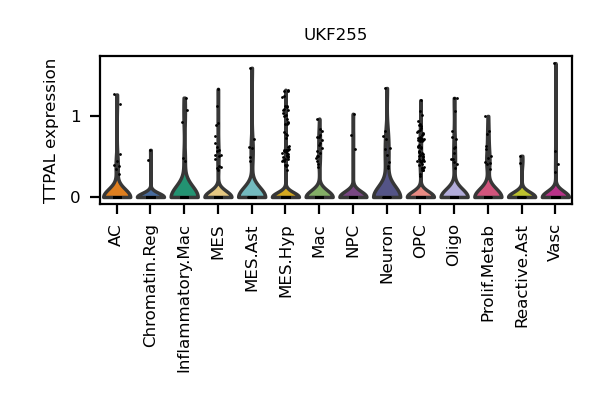 UKF255
TTPAL expression
1
0
AC
Chromatin.Reg
Inflammatory.Mac
MES
MES.Ast
MES.Hyp
Mac
NPC
Neuron
OPC
Oligo
Prolif.Metab
Reactive.Ast
Vasc